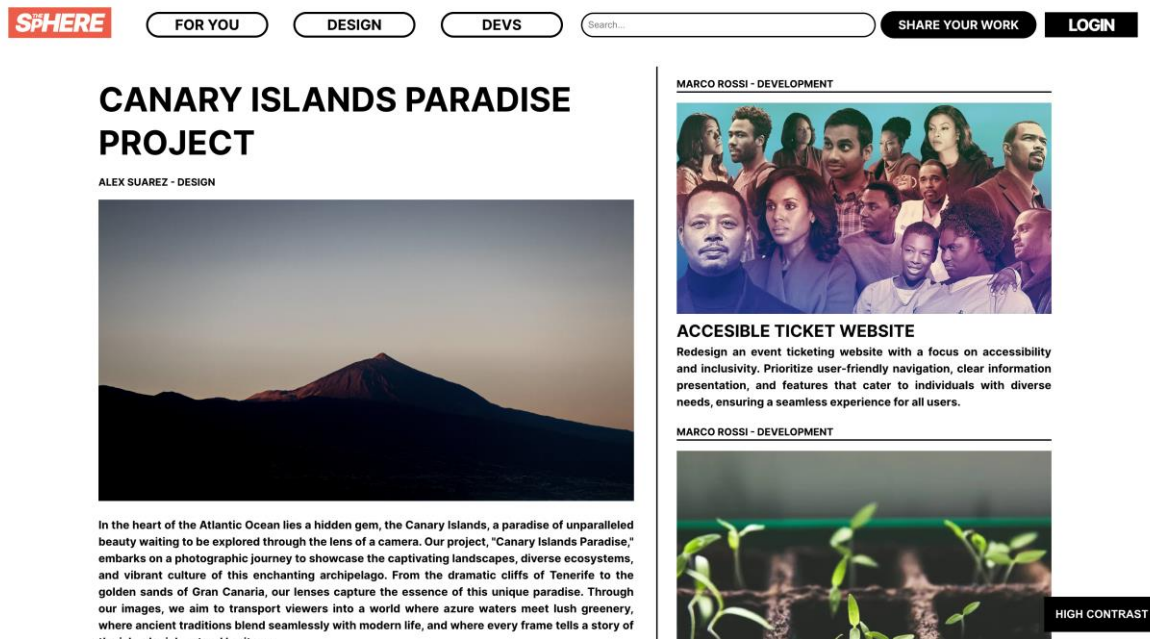 THE
SPHERE
FOR YOU
DESIGN
DEVS
Search...
SHARE YOUR WORK
LOGIN
CANARY ISLANDS PARADISE
PROJECT
ALEX SUAREZ - DESIGN
In the heart of the Atlantic Ocean lies a hidden gem, the Canary Islands, a paradise of unparalleled
beauty waiting to be explored through the lens of a camera. Our project, "Canary Islands Paradise,"
embarks on a photographic journey to showcase the captivating landscapes, diverse ecosystems,
and vibrant culture of this enchanting archipelago. From the dramatic cliffs of Tenerife to the
golden sands of Gran Canaria, our lenses capture the essence of this unique paradise. Through
our images, we aim to transport viewers into a world where azure waters meet lush greenery,
where ancient traditions blend seamlessly with modern life, and where every frame tells a story of
MARCO ROSSI - DEVELOPMENT
ACCESIBLE TICKET WEBSITE
Redesign an event ticketing website with a focus on accessibility
and inclusivity. Prioritize user-friendly navigation, clear information
presentation, and features that cater to individuals with diverse
needs, ensuring a seamless experience for all users.
MARCO ROSSI - DEVELOPMENT
HIGH CONTRAST